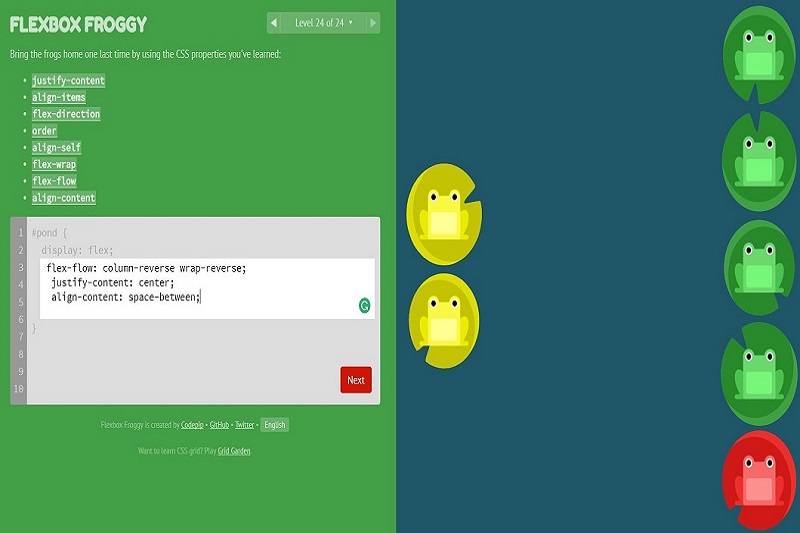 FLEXBOX FROGGY
Level 24 of 24
Bring the frogs home one last time by using the CSS properties you've learned:
justify-content
align-items
flex-direction
order
align-self
flex-wrap
flex-flow
align-content
1 #pond {
2 display: flex;
3 flex-flow: column-reverse wrap-reverse;
4 justify-content: center;
5 align-content: space-between;
6 }
7
8
9
10
Next
Flexbox Froggy is created by Codepip • GitHub • Twitter • English
Want to learn CSS grid? Play Grid Garden.